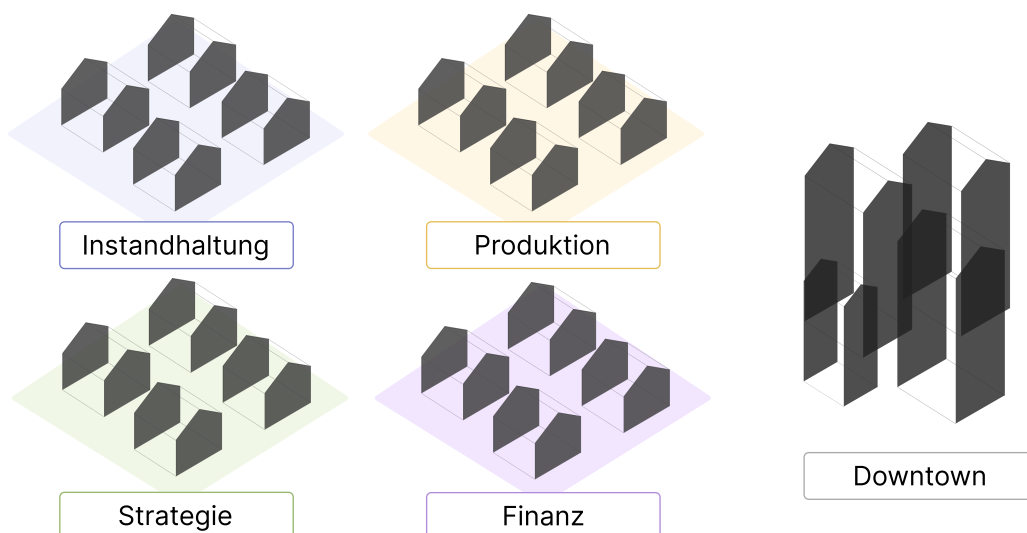 Instandhaltung
Produktion
Strategie
Finanz
Downtown